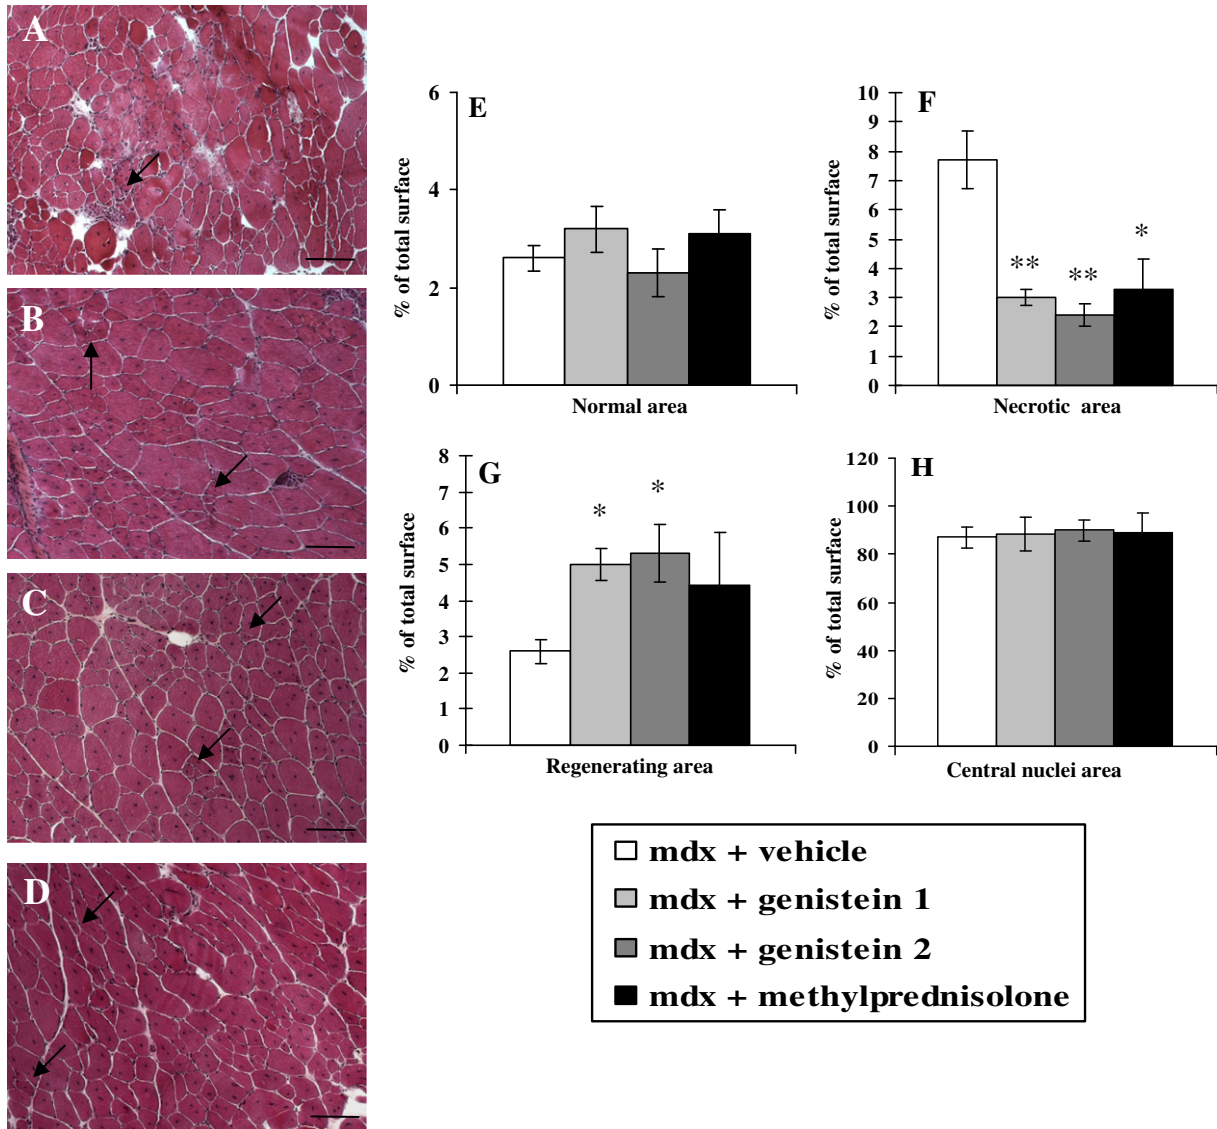 A
B
C
D
E
% of total surface
6
4
2
0
Normal area
F
% of total surface
10
9
8
7
6
5
4
3
2
1
0
**
**
*
Necrotic area
G
% of total surface
8
7
6
5
4
3
2
1
0
*
*
Regenerating area
H
% of total surface
120
100
80
60
40
20
0
Central nuclei area
mdx + vehicle
mdx + genistein 1
mdx + genistein 2
mdx + methylprednisolone